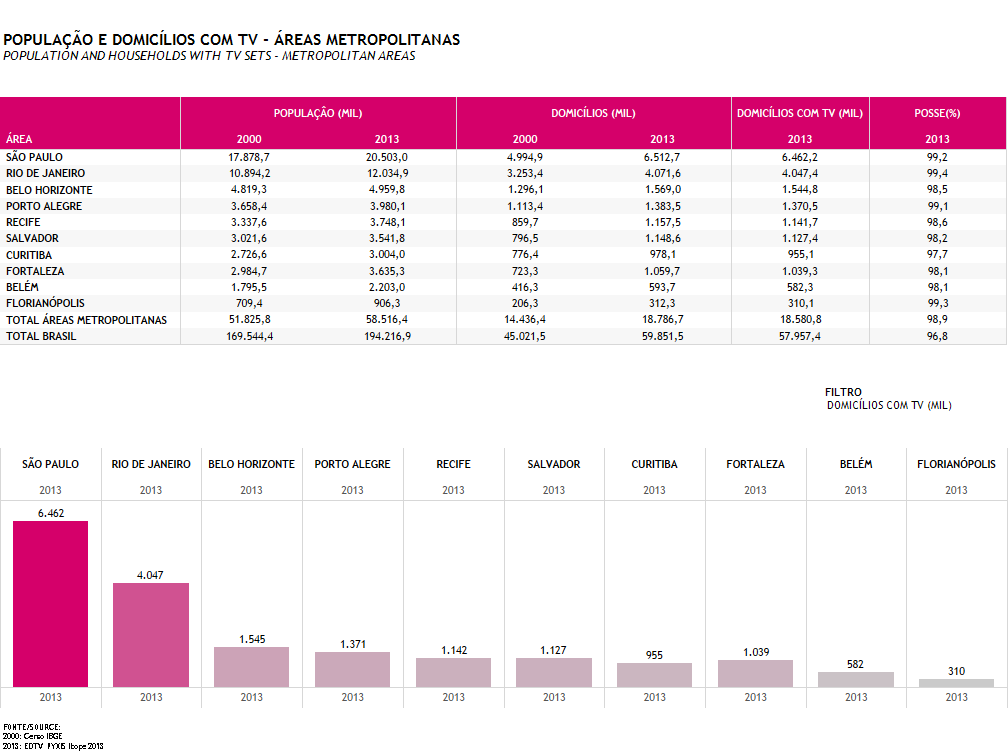 POPULAÇÃO E DOMICÍLIOS COM TV - ÁREAS METROPOLITANAS
POPULATION AND HOUSEHOLDS WITH TV SETS - METROPOLITAN AREAS
POPULAÇÃO (MIL) DOMICÍLIOS (MIL) DOMICÍLIOS COM TV (MIL) POSSE(%)
ÁREA 2000 2013 2000 2013 2013 2013
SÃO PAULO 17.878,7 20.503,0 4.994,9 6.512,7 6.462,2 99,2
RIO DE JANEIRO 10.894,2 12.034,9 3.253,4 4.071,6 4.047,4 99,4
BELO HORIZONTE 4.819,3 4.959,8 1.296,1 1.569,0 1.544,8 98,5
PORTO ALEGRE 3.658,4 3.980,1 1.113,4 1.383,5 1.370,5 99,1
RECIFE 3.337,6 3.748,1 859,7 1.157,5 1.141,7 98,6
SALVADOR 3.021,6 3.541,8 796,5 1.148,6 1.127,4 98,2
CURITIBA 2.726,6 3.004,0 776,4 978,1 955,1 97,7
FORTALEZA 2.984,7 3.635,3 723,3 1.059,7 1.039,3 98,1
BELÉM 1.795,5 2.203,0 416,3 593,7 582,3 98,1
FLORIANÓPOLIS 709,4 906,3 206,3 312,3 310,1 99,3
TOTAL ÁREAS METROPOLITANAS 51.825,8 58.516,4 14.436,4 18.786,7 18.580,8 98,9
TOTAL BRASIL 169.544,4 194.216,9 45.021,5 59.851,5 57.957,4 96,8
FILTRO
DOMICÍLIOS COM TV (MIL)
SÃO PAULO RIO DE JANEIRO BELO HORIZONTE PORTO ALEGRE RECIFE SALVADOR CURITIBA FORTALEZA BELÉM FLORIANÓPOLIS
2013 2013 2013 2013 2013 2013 2013 2013 2013 2013
6.462 4.047 1.545 1.371 1.142 1.127 955 1.039 582 310
2013 2013 2013 2013 2013 2013 2013 2013 2013 2013
FONTE/SOURCE:
2000: Censo IBGE
2013: EDTV PYXIS Ibope 2013